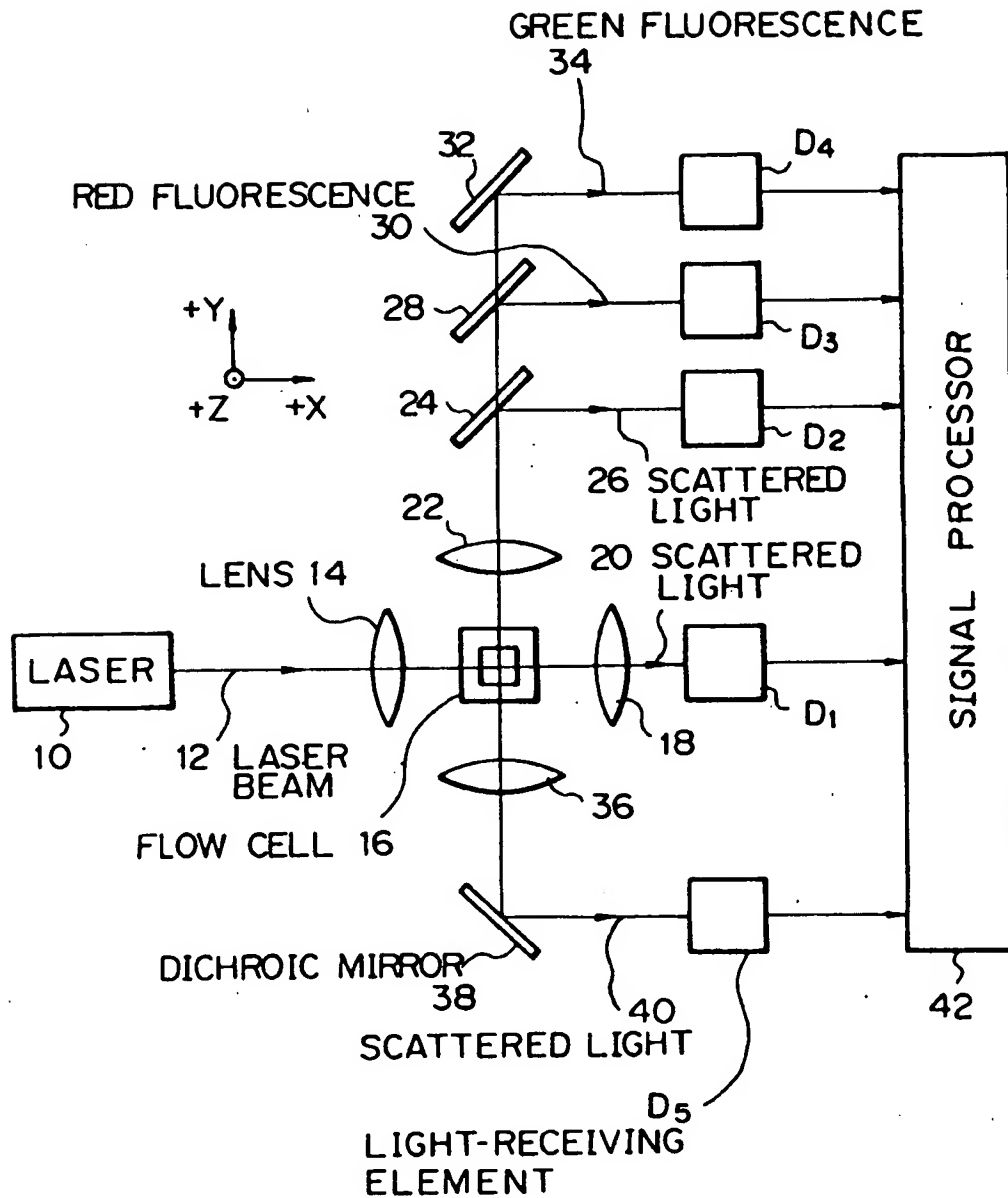 GREEN FLUORESCENCE
34
32
D4
RED FLUORESCENCE
30
28
D3
+Y
+Z
+X
24
D2
26 SCATTERED
LIGHT
22
20 SCATTERED
LIGHT
LENS 14
LASER
10
12 LASER
BEAM
18
D1
36
FLOW CELL 16
SIGNAL PROCESSOR
42
DICHROIC MIRROR
38
40
SCATTERED LIGHT
D5
LIGHT-RECEIVING
ELEMENT